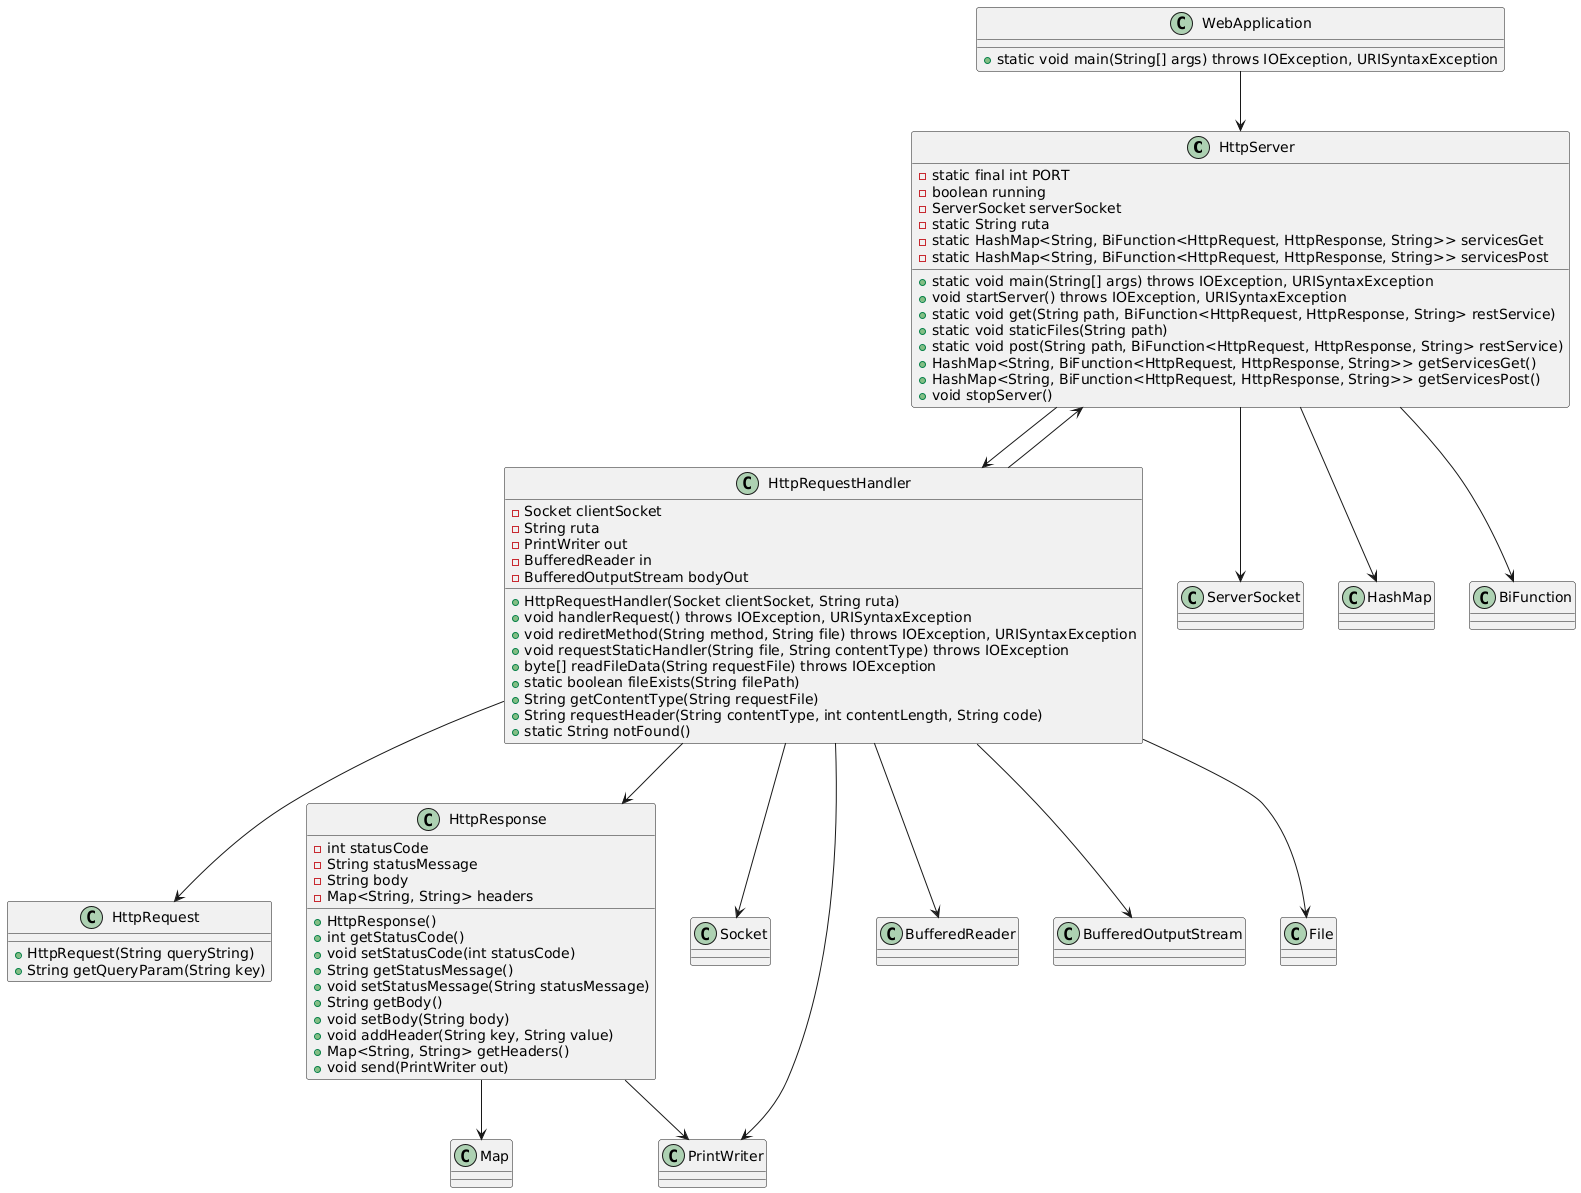 C WebApplication
static void main(String[] args) throws IOException, URISyntaxException
C HttpServer
static final int PORT
boolean running
ServerSocket serverSocket
static String ruta
static HashMap<String, BiFunction<HttpRequest, HttpResponse, String>> servicesGet
static HashMap<String, BiFunction<HttpRequest, HttpResponse, String>> servicesPost
static void main(String[] args) throws IOException, URISyntaxException
void startServer() throws IOException, URISyntaxException
static void get(String path, BiFunction<HttpRequest, HttpResponse, String> restService)
static void staticFiles(String path)
static void post(String path, BiFunction<HttpRequest, HttpResponse, String> restService)
HashMap<String, BiFunction<HttpRequest, HttpResponse, String>> getServicesGet()
HashMap<String, BiFunction<HttpRequest, HttpResponse, String>> getServicesPost()
void stopServer()
C HttpRequestHandler
Socket clientSocket
String ruta
PrintWriter out
BufferedReader in
BufferedOutputStream bodyOut
HttpRequestHandler(Socket clientSocket, String ruta)
void handlerRequest() throws IOException, URISyntaxException
void rediretMethod(String method, String file) throws IOException, URISyntaxException
void requestStaticHandler(String file, String contentType) throws IOException
byte[] readFileData(String requestFile) throws IOException
static boolean fileExists(String filePath)
String getContentType(String requestFile)
String requestHeader(String contentType, int contentLength, String code)
static String notFound()
C ServerSocket
C HashMap
C BiFunction
C HttpRequest
HttpRequest(String queryString)
String getQueryParam(String key)
C HttpResponse
int statusCode
String statusMessage
String body
Map<String, String> headers
HttpResponse()
int getStatusCode()
void setStatusCode(int statusCode)
String getStatusMessage()
void setStatusMessage(String statusMessage)
String getBody()
void setBody(String body)
void addHeader(String key, String value)
Map<String, String> getHeaders()
void send(PrintWriter out)
C Socket
C BufferedReader
C BufferedOutputStream
C File
C Map
C PrintWriter